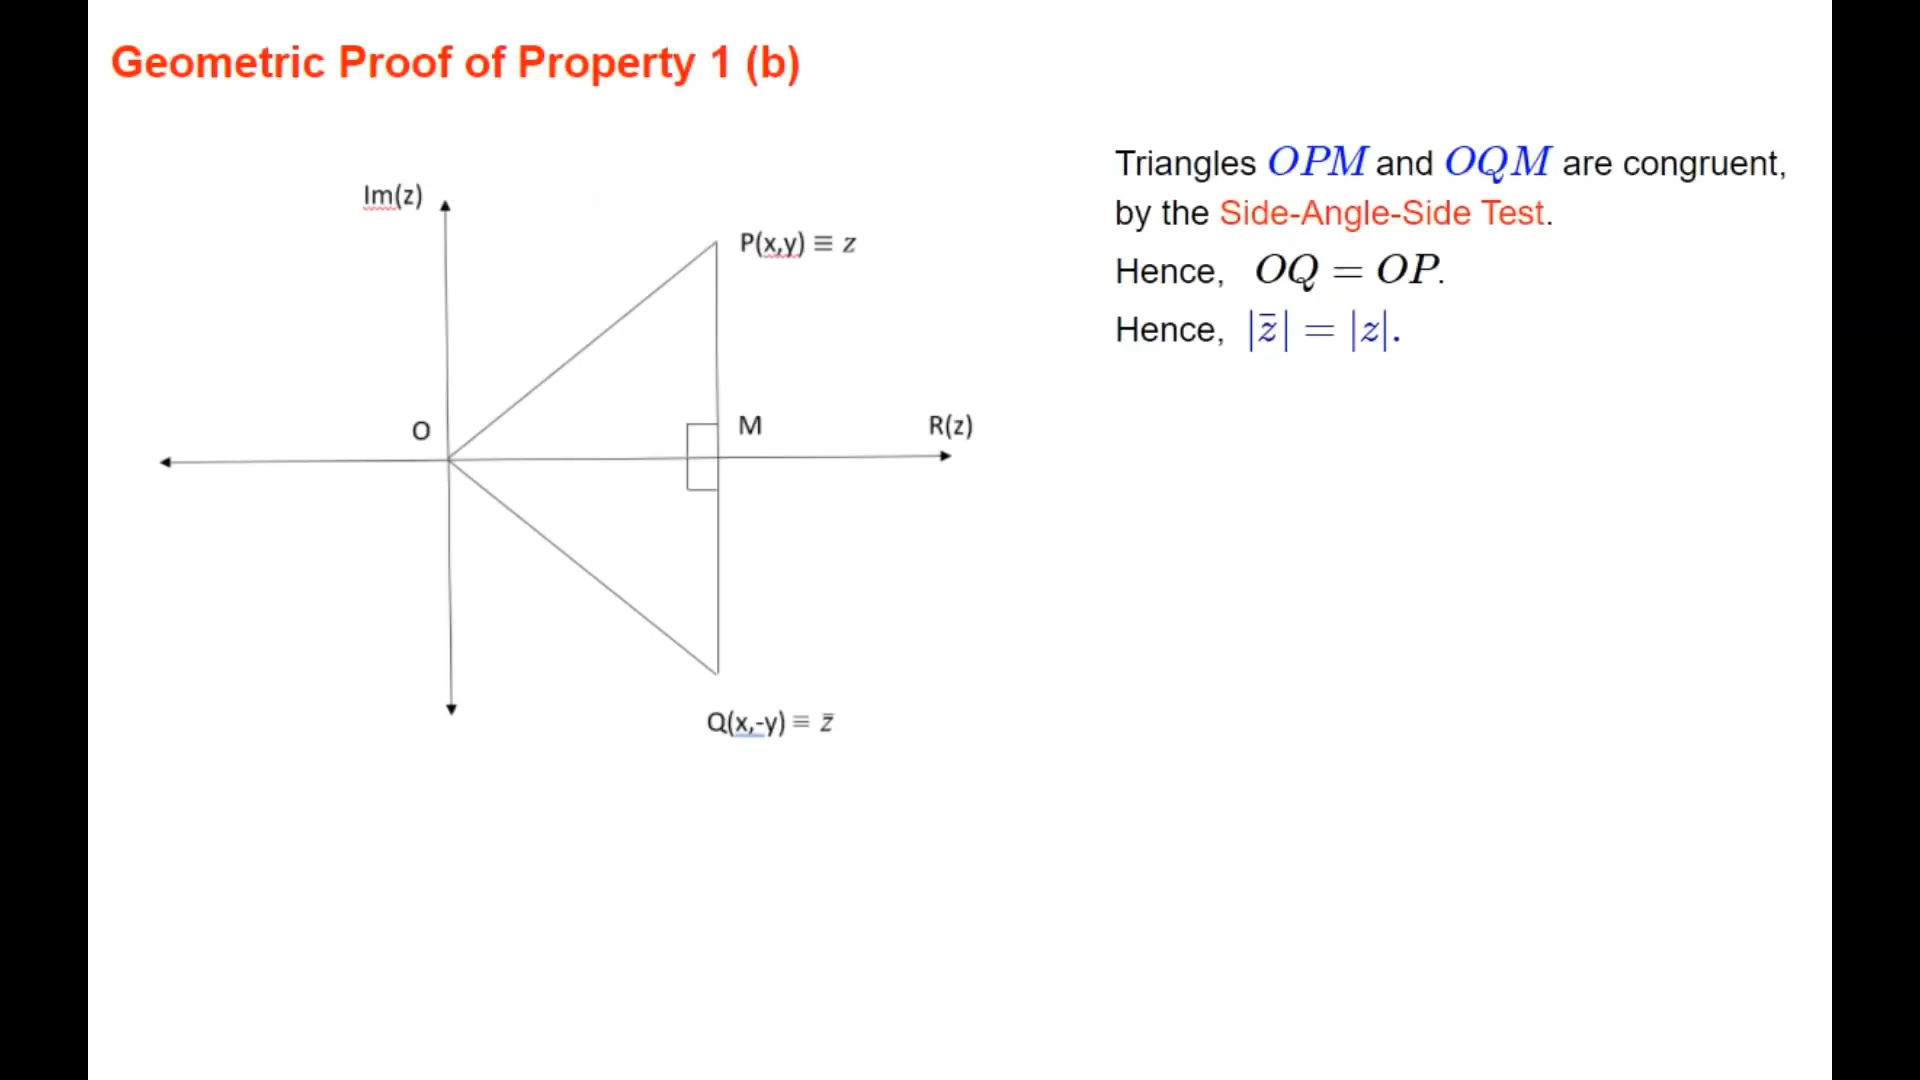 Geometric Proof of Property 1 (b)
Im(z)
P(x,y) ≡ z
O
M
R(z)
Q(x,-y) ≡ z̄
Triangles OPM and OQM are congruent,
by the Side-Angle-Side Test.
Hence, OQ = OP.
Hence, |z̄| = |z|.